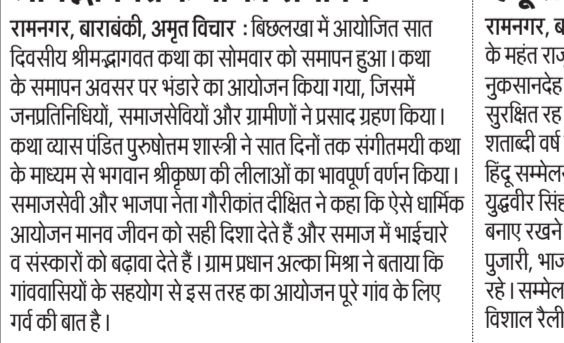 रामनगर, बाराबंकी, अमृत विचार : बिछलखा में आयोजित सात
दिवसीय श्रीमद्भागवत कथा का सोमवार को समापन हुआ। कथा
के समापन अवसर पर भंडारे का आयोजन किया गया, जिसमें
जनप्रतिनिधियों, समाजसेवियों और ग्रामीणों ने प्रसाद ग्रहण किया।
कथा व्यास पंडित पुरुषोत्तम शास्त्री ने सात दिनों तक संगीतमयी कथा
के माध्यम से भगवान श्रीकृष्ण की लीलाओं का भावपूर्ण वर्णन किया।
समाजसेवी और भाजपा नेता गौरीकांत दीक्षित ने कहा कि ऐसे धार्मिक
आयोजन मानव जीवन को सही दिशा देते हैं और समाज में भाईचारे
व संस्कारों को बढ़ावा देते हैं। ग्राम प्रधान अल्का मिश्रा ने बताया कि
गांववासियों के सहयोग से इस तरह का आयोजन पूरे गांव के लिए
गर्व की बात है।
रामनगर, ब
के महंत राज
नुकसानदेह
सुरक्षित रह
शताब्दी वर्ष
हिंदू सम्मेल
युद्धवीर सिंह
बनाए रखने
पुजारी, भाज
रहे। सम्मेल
विशाल रैली